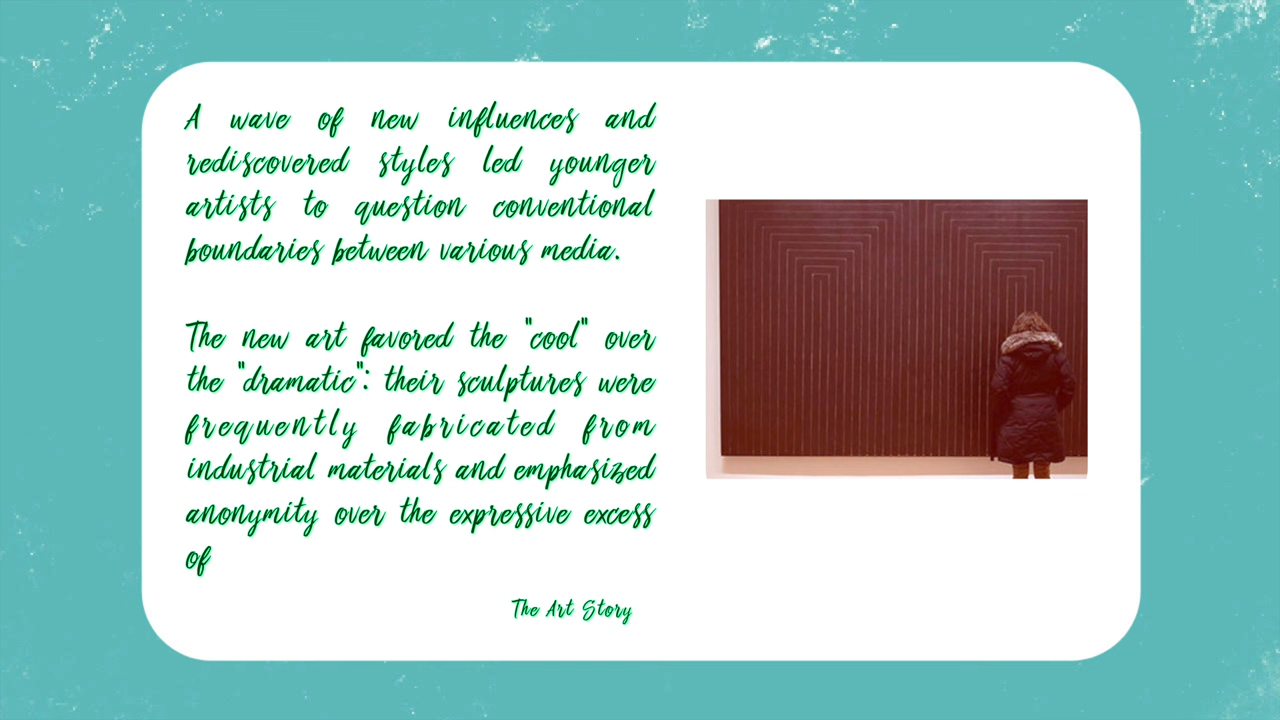 A wave of new influences and
rediscovered styles led younger
artists to question conventional
boundaries between various media.
The new art favored the "cool" over
the "dramatic": their sculptures were
frequently fabricated from
industrial materials and emphasized
anonymity over the expressive excess
of
The Art Story